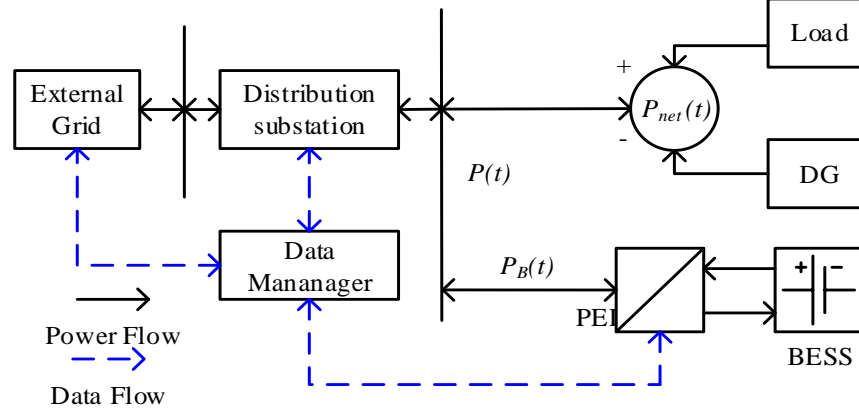 Load
External
Grid
Distribution
substation
+
P_net(t)
-
P(t)
DG
Data
Mananager
P_B(t)
+
-
PEI
BESS
Power Flow
Data Flow